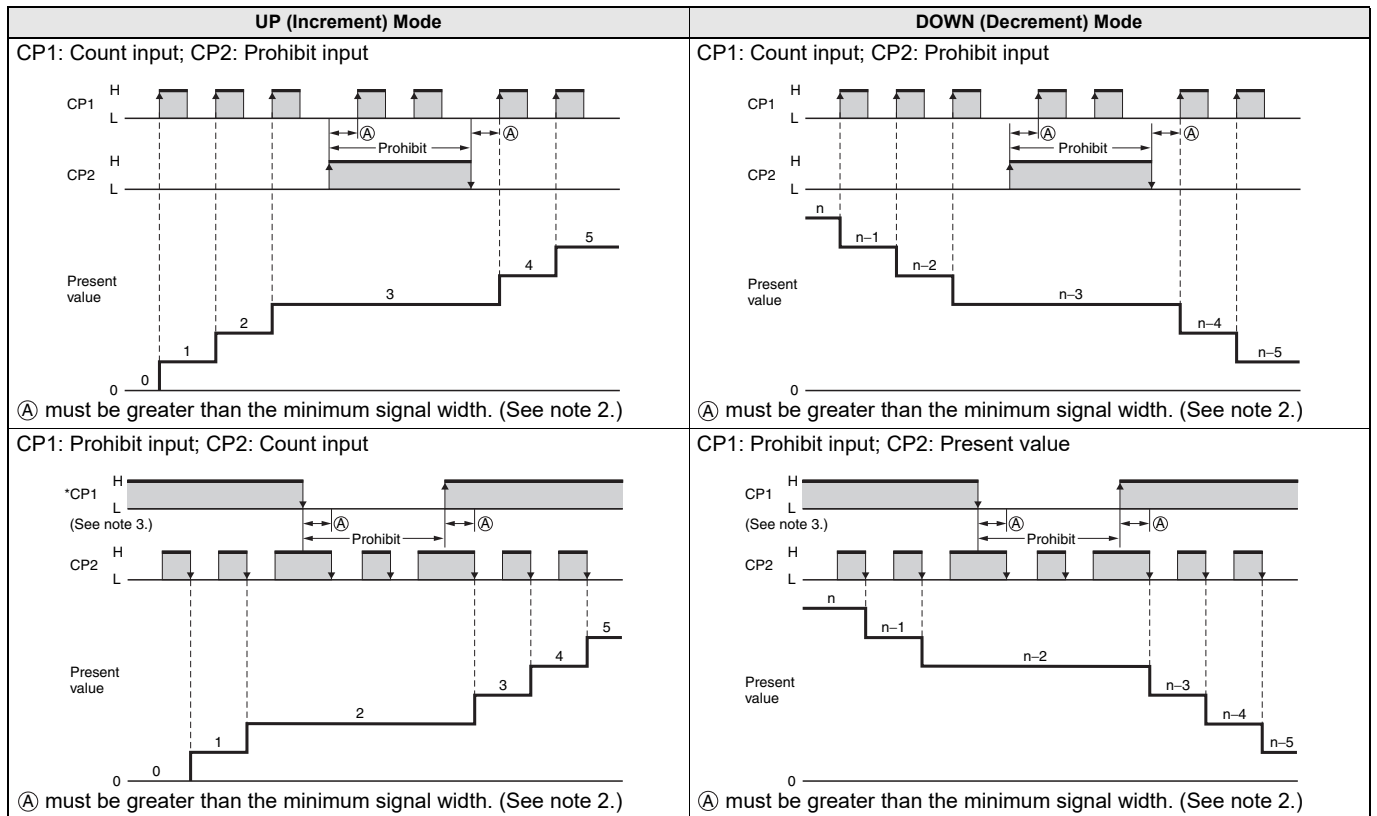 UP (Increment) Mode
DOWN (Decrement) Mode
CP1: Count input; CP2: Prohibit input
H
CP1
L
Ⓐ
Ⓐ
Prohibit
H
CP2
L
5
4
Present
value
3
2
1
0
0
Ⓐ must be greater than the minimum signal width. (See note 2.)
CP1: Count input; CP2: Prohibit input
H
CP1
L
Ⓐ
Ⓐ
Prohibit
H
CP2
L
n
n–1
n–2
Present
value
n–3
n–4
n–5
0
Ⓐ must be greater than the minimum signal width. (See note 2.)
CP1: Prohibit input; CP2: Count input
H
*CP1
L
(See note 3.)
Ⓐ
Ⓐ
Prohibit
H
CP2
L
5
4
Present
value
3
2
1
0
0
Ⓐ must be greater than the minimum signal width. (See note 2.)
CP1: Prohibit input; CP2: Present value
H
CP1
L
(See note 3.)
Ⓐ
Ⓐ
Prohibit
H
CP2
L
n
n–1
n–2
Present
value
n–3
n–4
n–5
0
Ⓐ must be greater than the minimum signal width. (See note 2.)